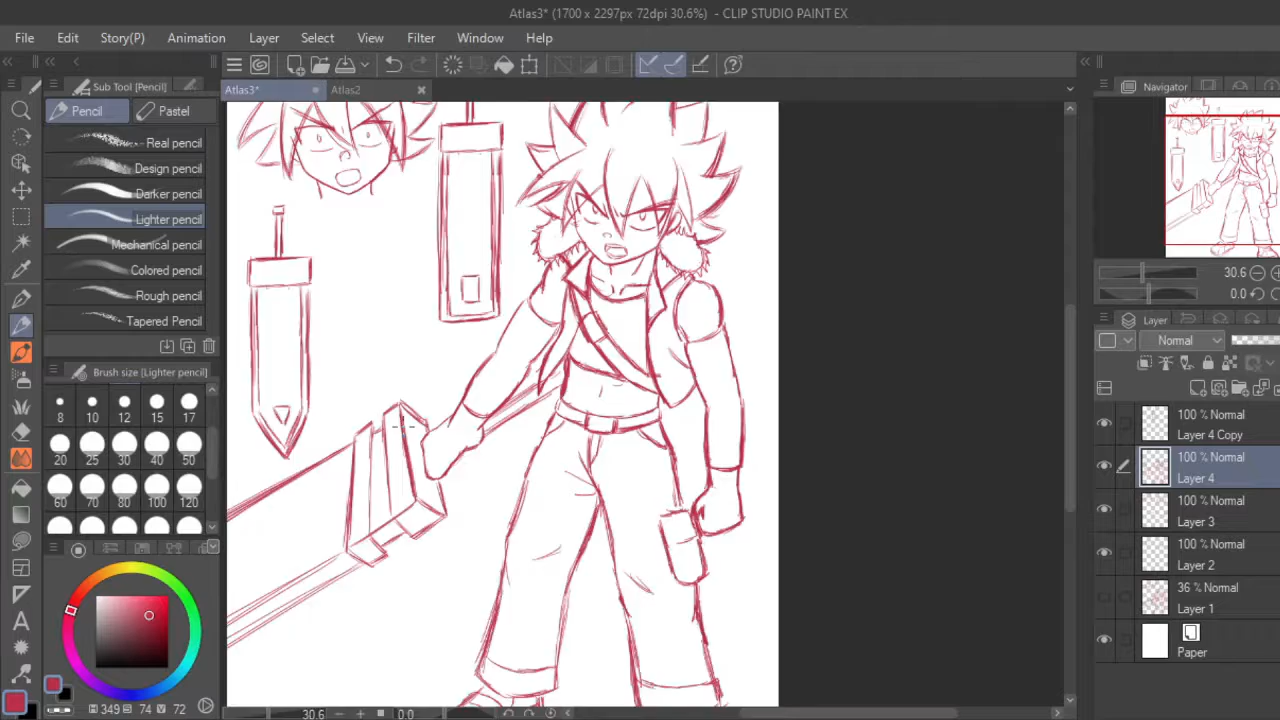 Atlas3* (1700 x 2297px 72dpi 30.6%) - CLIP STUDIO PAINT EX
File Edit Story(P) Animation Layer Select View Filter Window Help
Sub Tool [Pencil]
Atlas3* Atlas2
Navigator
Pencil Pastel
Real pencil
Design pencil
Darker pencil
Lighter pencil
Mechanical pencil
Colored pencil
Rough pencil
Tapered Pencil
Brush size [Lighter pencil]
8 10 12 15 17
20 25 30 40 50
60 70 80 100 120
30.6
0.0
Layer
Normal
100 % Normal
Layer 4 Copy
100 % Normal
Layer 4
100 % Normal
Layer 3
100 % Normal
Layer 2
36 % Normal
Layer 1
Paper
H 349 S 74 V 72
30.6 0.0